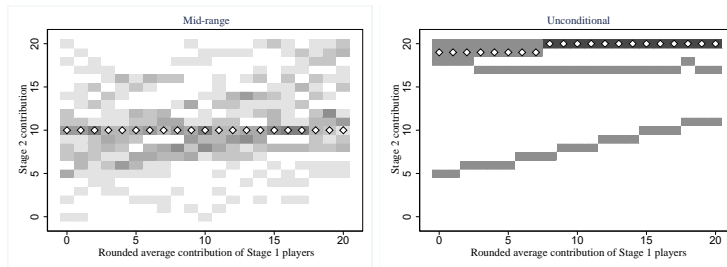 Mid-range
Stage 2 contribution
20
15
10
5
0
0 5 10 15 20
Rounded average contribution of Stage 1 players
Unconditional
Stage 2 contribution
20
15
10
5
0
0 5 10 15 20
Rounded average contribution of Stage 1 players